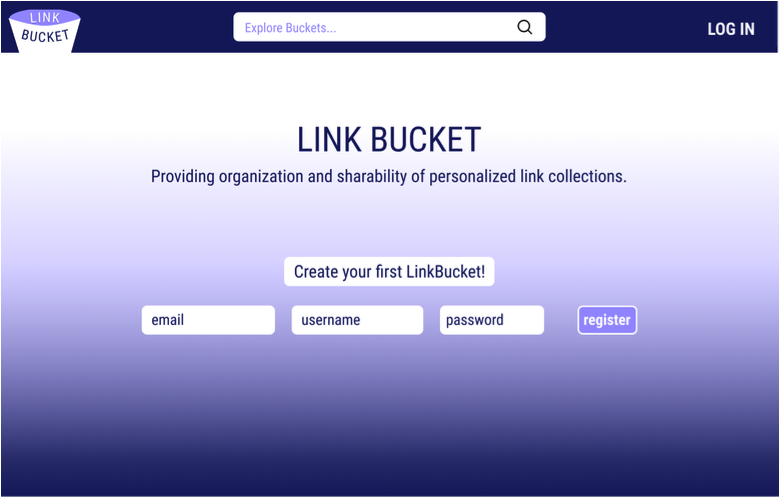 LINK
BUCKET
Explore Buckets...
LOG IN
LINK BUCKET
Providing organization and sharability of personalized link collections.
Create your first LinkBucket!
email
username
password
register